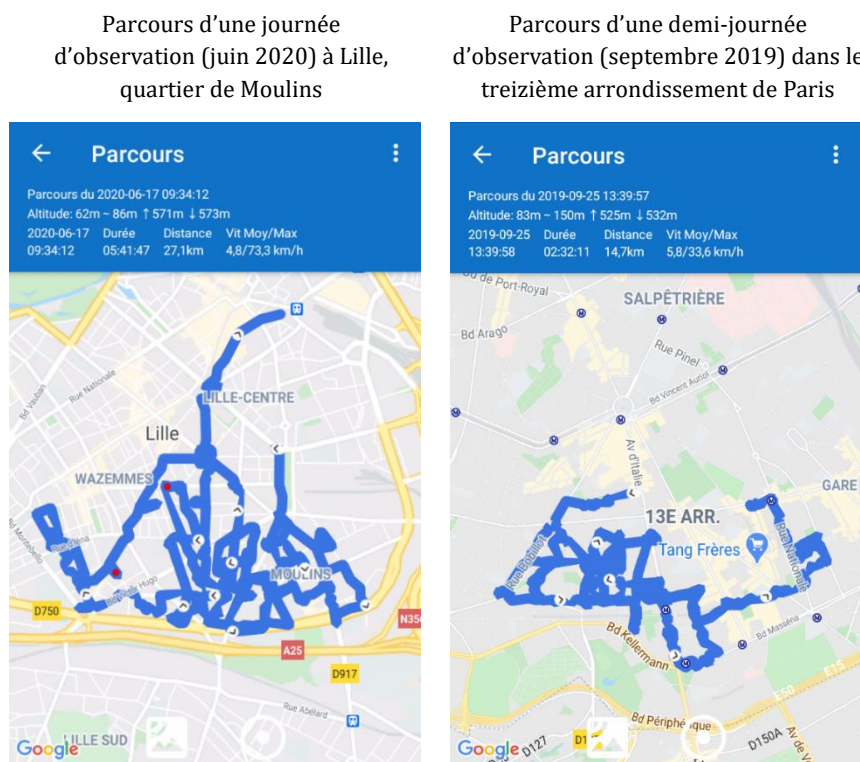 Parcours d’une journée
d’observation (juin 2020) à Lille,
quartier de Moulins
Parcours d’une demi-journée
d’observation (septembre 2019) dans le
treizième arrondissement de Paris
Parcours
Parcours du 2020-06-17 09:34:12
Altitude: 62m ~ 86m ↑571m ↓573m
2020-06-17 Durée Distance Vit Moy/Max
09:34:12 05:41:47 27,1km 4,8/73,3 km/h
LILLE-CENTRE
Rue Nationale
Bd Vauban
Lille
WAZEMMES
Bd Montebello
Rue d'Iéna
MOULINS
D750
A25
D917
Rue Abélard
LILLE SUD
Google
Parcours
Parcours du 2019-09-25 13:39:57
Altitude: 83m ~ 150m ↑525m ↓532m
2019-09-25 Durée Distance Vit Moy/Max
13:39:58 02:32:11 14,7km 5,8/33,6 km/h
de Port-Royal
SALPÊTRIÈRE
Bd Arago
Rue Pinel
Bd Vincent Auriol
Av. d'Italie
GARE
13E ARR.
Tang Frères
Rue Bobillot
Rue Nationale
Bd Masséna
Bd Kellermann
E50
E15
Bd Périphérique
D127
D150A
Google